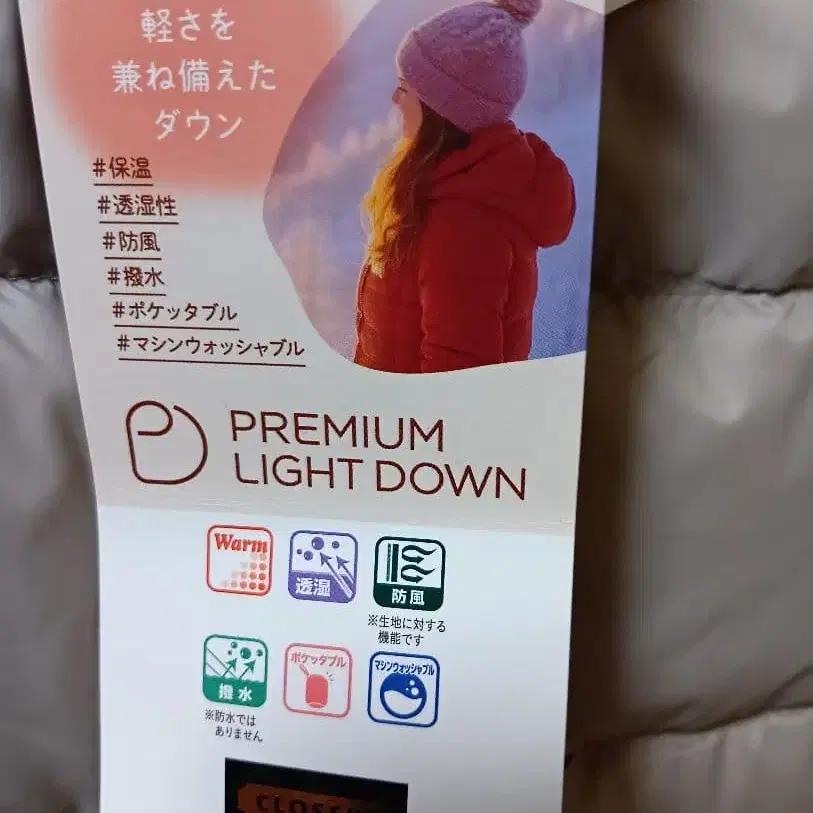 軽さを
兼ね備えた
ダウン
#保温
#透湿性
#防風
#撥水
#ポケッタブル
#マシンウォッシャブル
PREMIUM
LIGHT DOWN
Warm
透湿
防風
※生地に対する
機能です
撥水
ポケッタブル
マシンウォッシャブル
※防水では
ありません